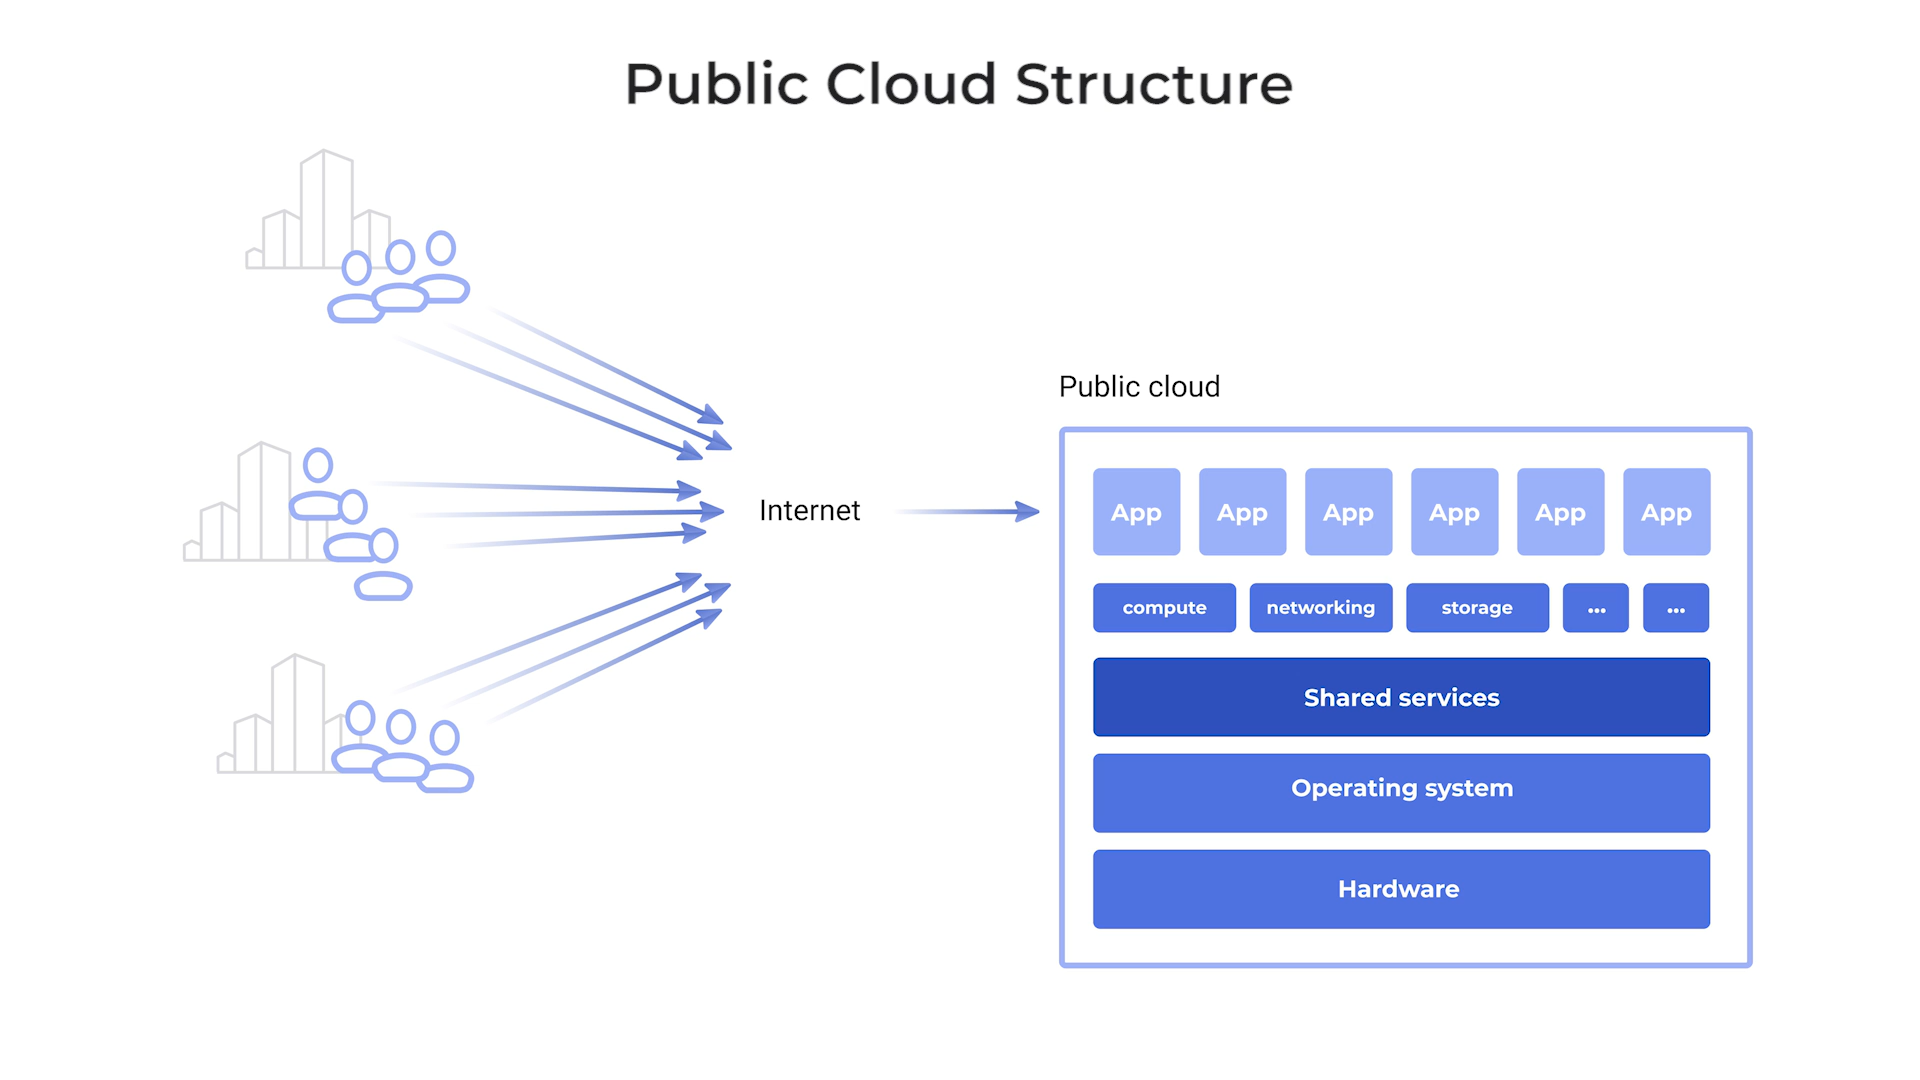 Public Cloud Structure
Internet
Public cloud
App App App App App App
compute networking storage ... ...
Shared services
Operating system
Hardware